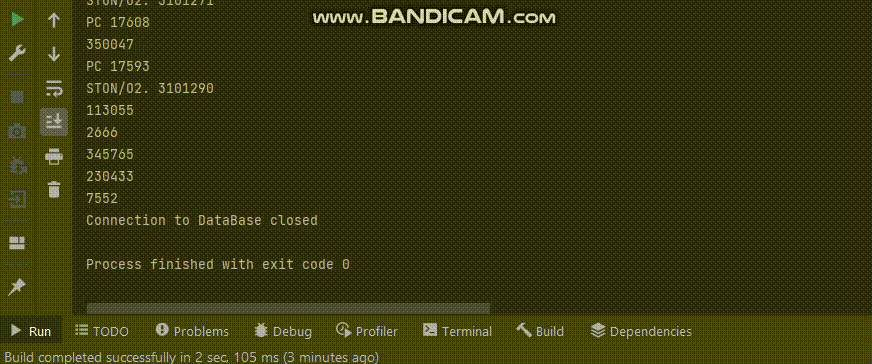 STON/O2. 3101271
www.BANDICAM.com
PC 17608
350047
PC 17593
STON/O2. 3101290
113055
2666
345765
230433
7552
Connection to DataBase closed
Process finished with exit code 0
Run TODO Problems Debug Profiler Terminal Build Dependencies
Build completed successfully in 2 sec, 105 ms (3 minutes ago)